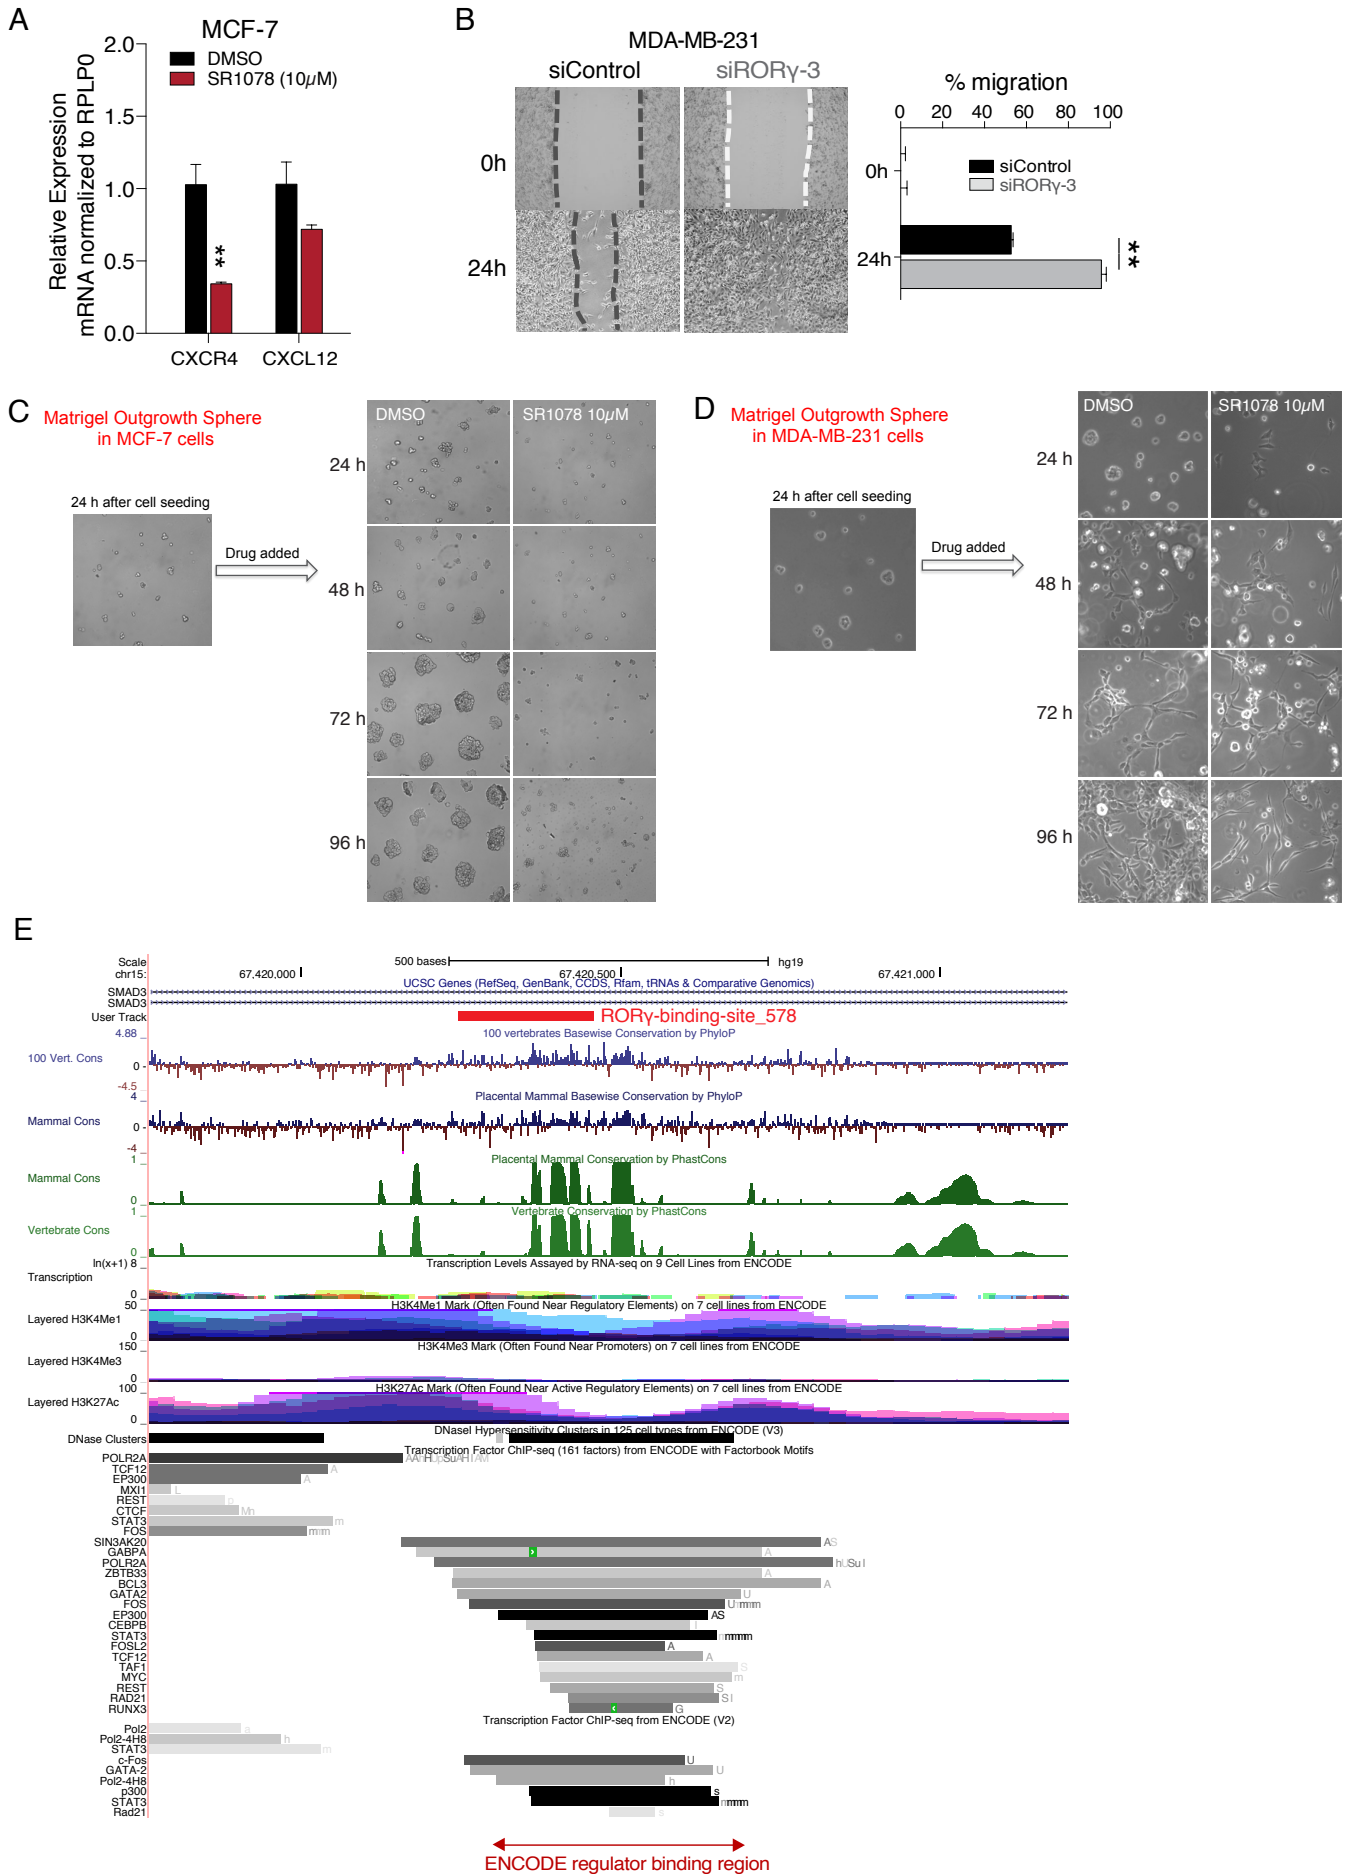 A
MCF-7
2.0
1.5
1.0
0.5
0.0
Relative Expression
mRNA normalized to RPLP0
DMSO
SR1078 (10µM)
**
CXCR4
CXCL12
B
MDA-MB-231
siControl
siRORγ-3
0h
24h
% migration
0 20 40 60 80 100
0h
siControl
siRORγ-3
24h
**
C
Matrigel Outgrowth Sphere
in MCF-7 cells
24 h after cell seeding
Drug added
DMSO
SR1078 10µM
24 h
48 h
72 h
96 h
D
Matrigel Outgrowth Sphere
in MDA-MB-231 cells
24 h after cell seeding
Drug added
DMSO
SR1078 10µM
24 h
48 h
72 h
96 h
E
Scale
500 bases
hg19
chr15:
67,420,000
67,420,500
67,421,000
UCSC Genes (RefSeq, GenBank, CCDS, Rfam, tRNAs & Comparative Genomics)
SMAD3
SMAD3
User Track
RORγ-binding-site_578
100 vertebrates Basewise Conservation by PhyloP
4.88
100 Vert. Cons
0
-4.5
Placental Mammal Basewise Conservation by PhyloP
4
Mammal Cons
0
-4
Placental Mammal Conservation by PhastCons
1
Mammal Cons
0
Vertebrate Conservation by PhastCons
1
Vertebrate Cons
0
Transcription Levels Assayed by RNA-seq on 9 Cell Lines from ENCODE
ln(x+1) 8
Transcription
0
H3K4Me1 Mark (Often Found Near Regulatory Elements) on 7 cell lines from ENCODE
50
Layered H3K4Me1
0
H3K4Me3 Mark (Often Found Near Promoters) on 7 cell lines from ENCODE
150
Layered H3K4Me3
0
H3K27Ac Mark (Often Found Near Active Regulatory Elements) on 7 cell lines from ENCODE
100
Layered H3K27Ac
0
DNaseI Hypersensitivity Clusters in 125 cell types from ENCODE (V3)
DNase Clusters
Transcription Factor ChIP-seq (161 factors) from ENCODE with Factorbook Motifs
POLR2A
TCF12 A
EP300 A
MXI1 L
REST p
CTCF Mn
STAT3 m
FOS mmm
SIN3AK20 AS
GABPA A
POLR2A
ZBTB33 A
BCL3 A
GATA2 U
FOS
EP300 AS
CEBPB
STAT3
FOSL2 A
TCF12 A
TAF1 S
MYC m
REST S
RAD21
RUNX3 G
Transcription Factor ChIP-seq from ENCODE (V2)
Pol2 a
Pol2-4H8 h
STAT3 m
c-Fos U
GATA-2 U
Pol2-4H8 h
p300 s
STAT3
Rad21 s
ENCODE regulator binding region